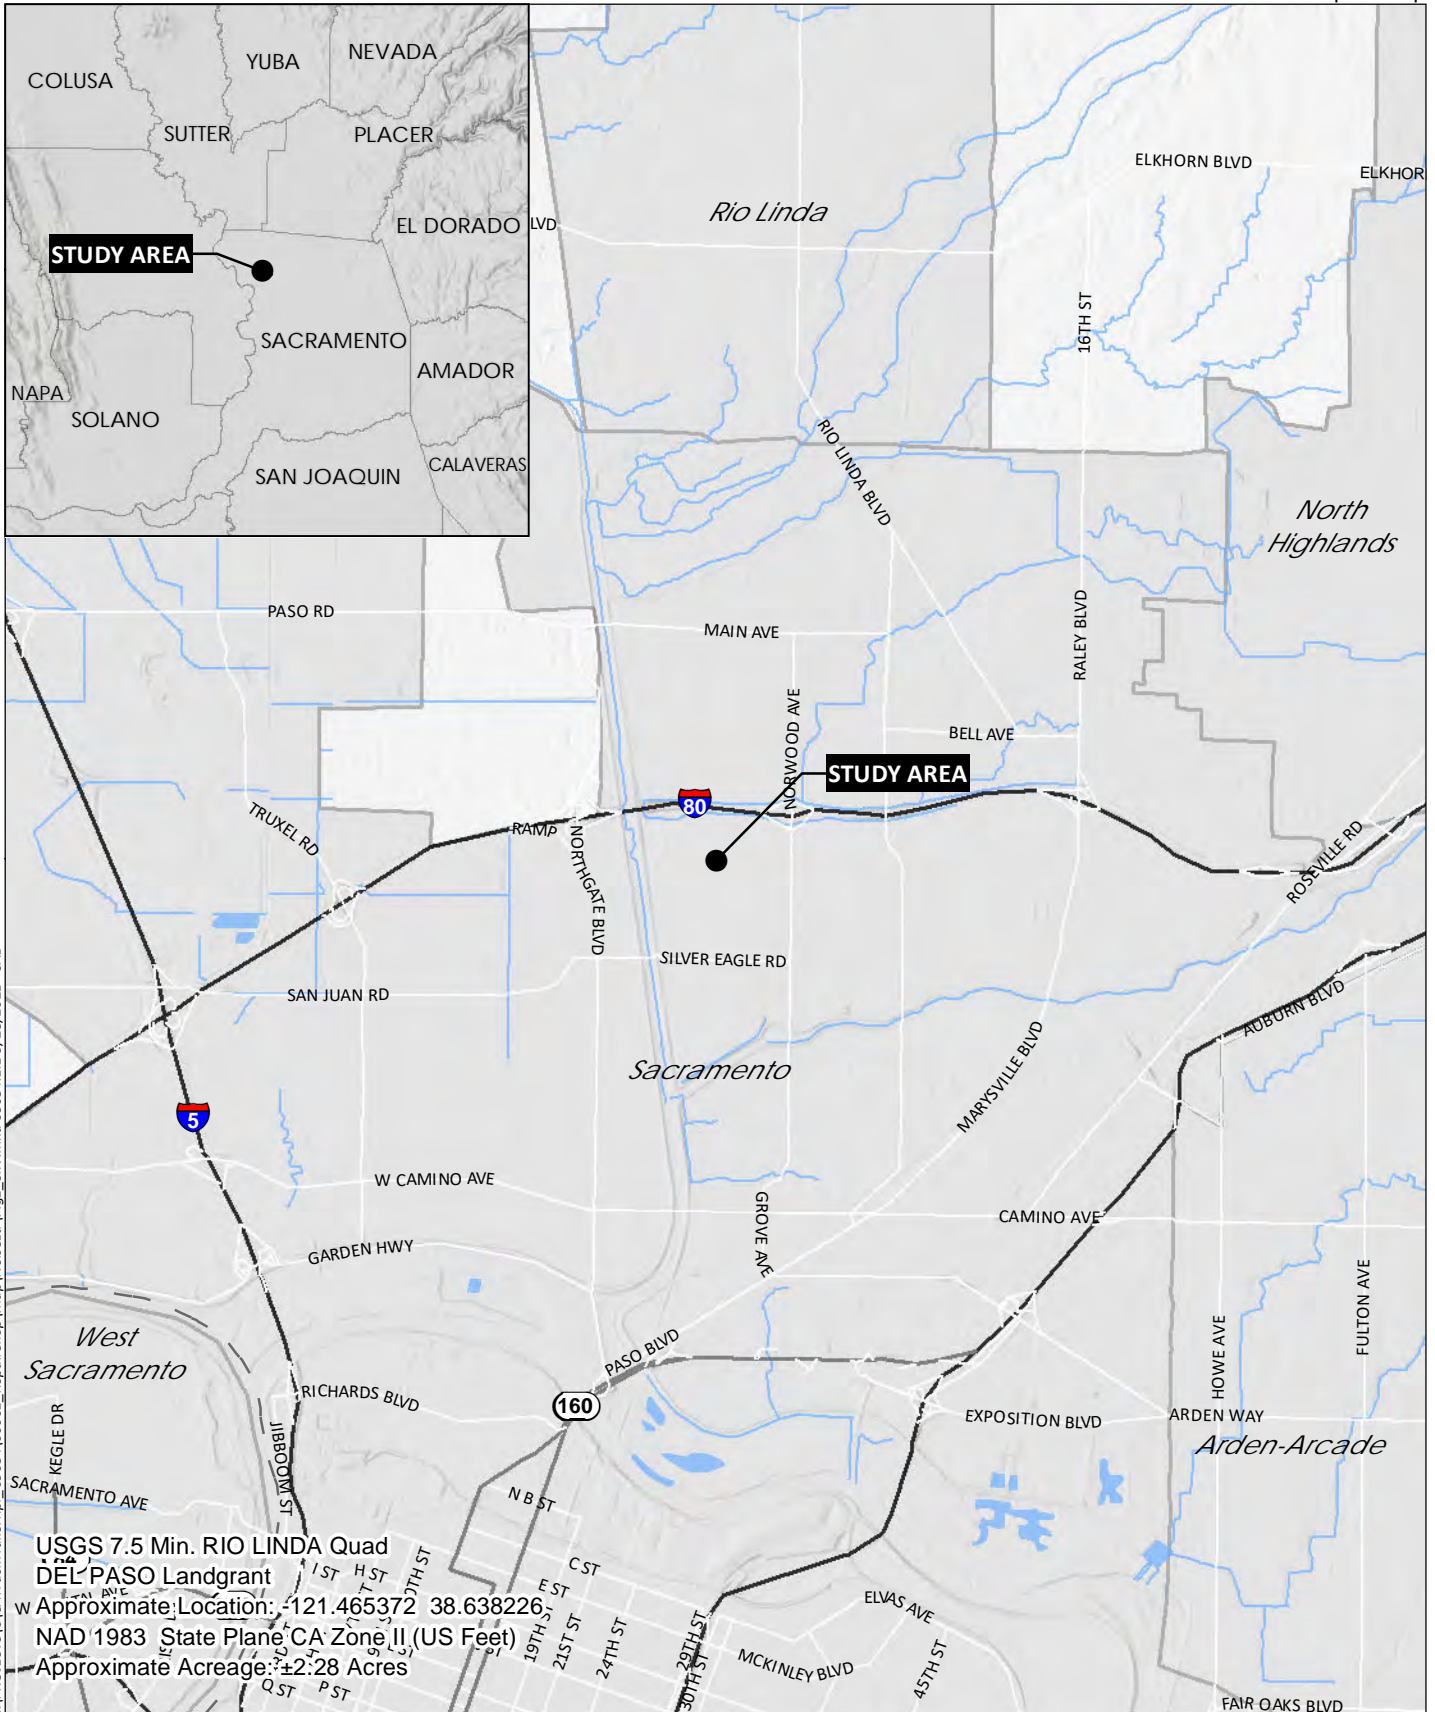 COLUSA
YUBA
NEVADA
SUTTER
PLACER
EL DORADO
STUDY AREA
SACRAMENTO
AMADOR
NAPA
SOLANO
SAN JOAQUIN
CALAVERAS
LVD
Rio Linda
ELKHORN BLVD
ELKHOR
16TH ST
RIO LINDA BLVD
North
Highlands
PASO RD
MAIN AVE
RALEY BLVD
NORWOOD AVE
BELL AVE
STUDY AREA
80
RAMP
TRUXEL RD
NORTHGATE BLVD
ROSEVILLE RD
SILVER EAGLE RD
SAN JUAN RD
AUBURN BLVD
Sacramento
MARYSVILLE BLVD
5
W CAMINO AVE
GROVE AVE
CAMINO AVE
GARDEN HWY
West
Sacramento
PASO BLVD
HOWE AVE
FULTON AVE
RICHARDS BLVD
160
EXPOSITION BLVD
ARDEN WAY
Arden-Arcade
KEGLE DR
JIBBOOM ST
SACRAMENTO AVE
N B ST
USGS 7.5 Min. RIO LINDA Quad
DEL PASO Landgrant
Approximate Location: -121.465372 38.638226
NAD 1983 State Plane CA Zone II (US Feet)
Approximate Acreage: ±2.28 Acres
I ST
H ST
C ST
E ST
19TH ST
21ST ST
24TH ST
29TH ST
30TH ST
ELVAS AVE
MCKINLEY BLVD
45TH ST
Q ST
P ST
FAIR OAKS BLVD